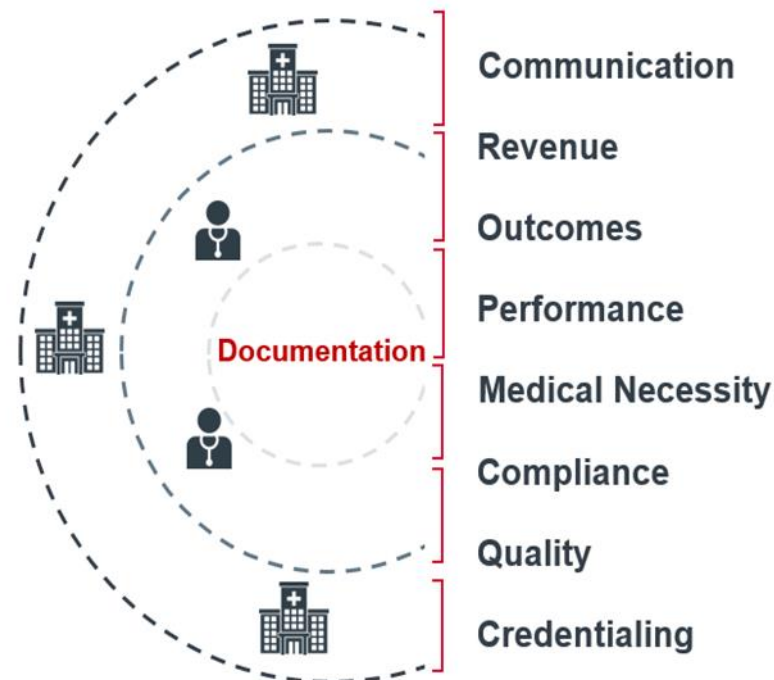 Communication
Revenue
Outcomes
Performance
Documentation
Medical Necessity
Compliance
Quality
Credentialing